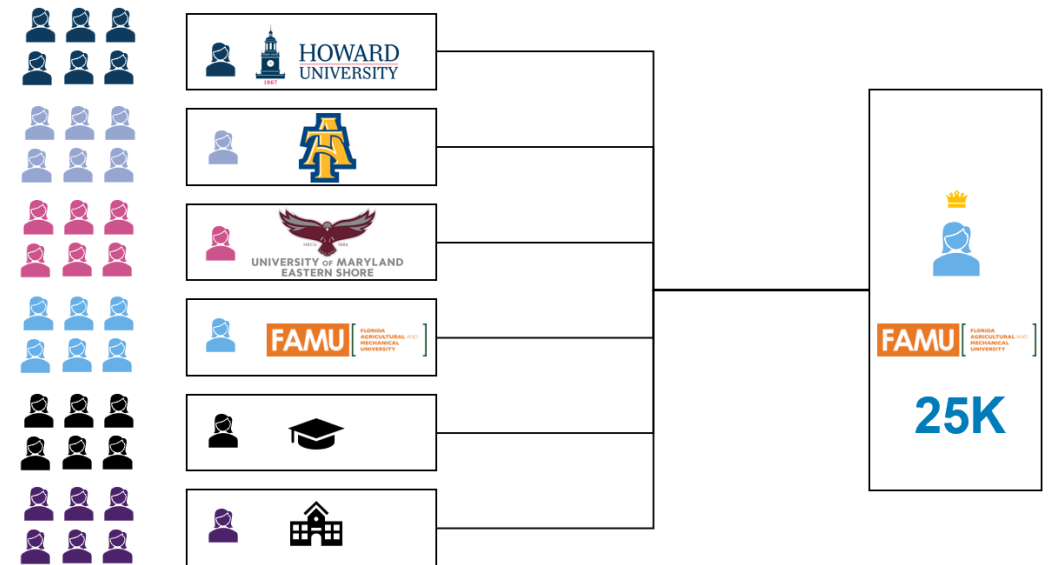 HOWARD
UNIVERSITY
1867
AT
UNIVERSITY OF MARYLAND
EASTERN SHORE
FAMU
FLORIDA
AGRICULTURAL AND
MECHANICAL
UNIVERSITY
FAMU
FLORIDA
AGRICULTURAL AND
MECHANICAL
UNIVERSITY
25K